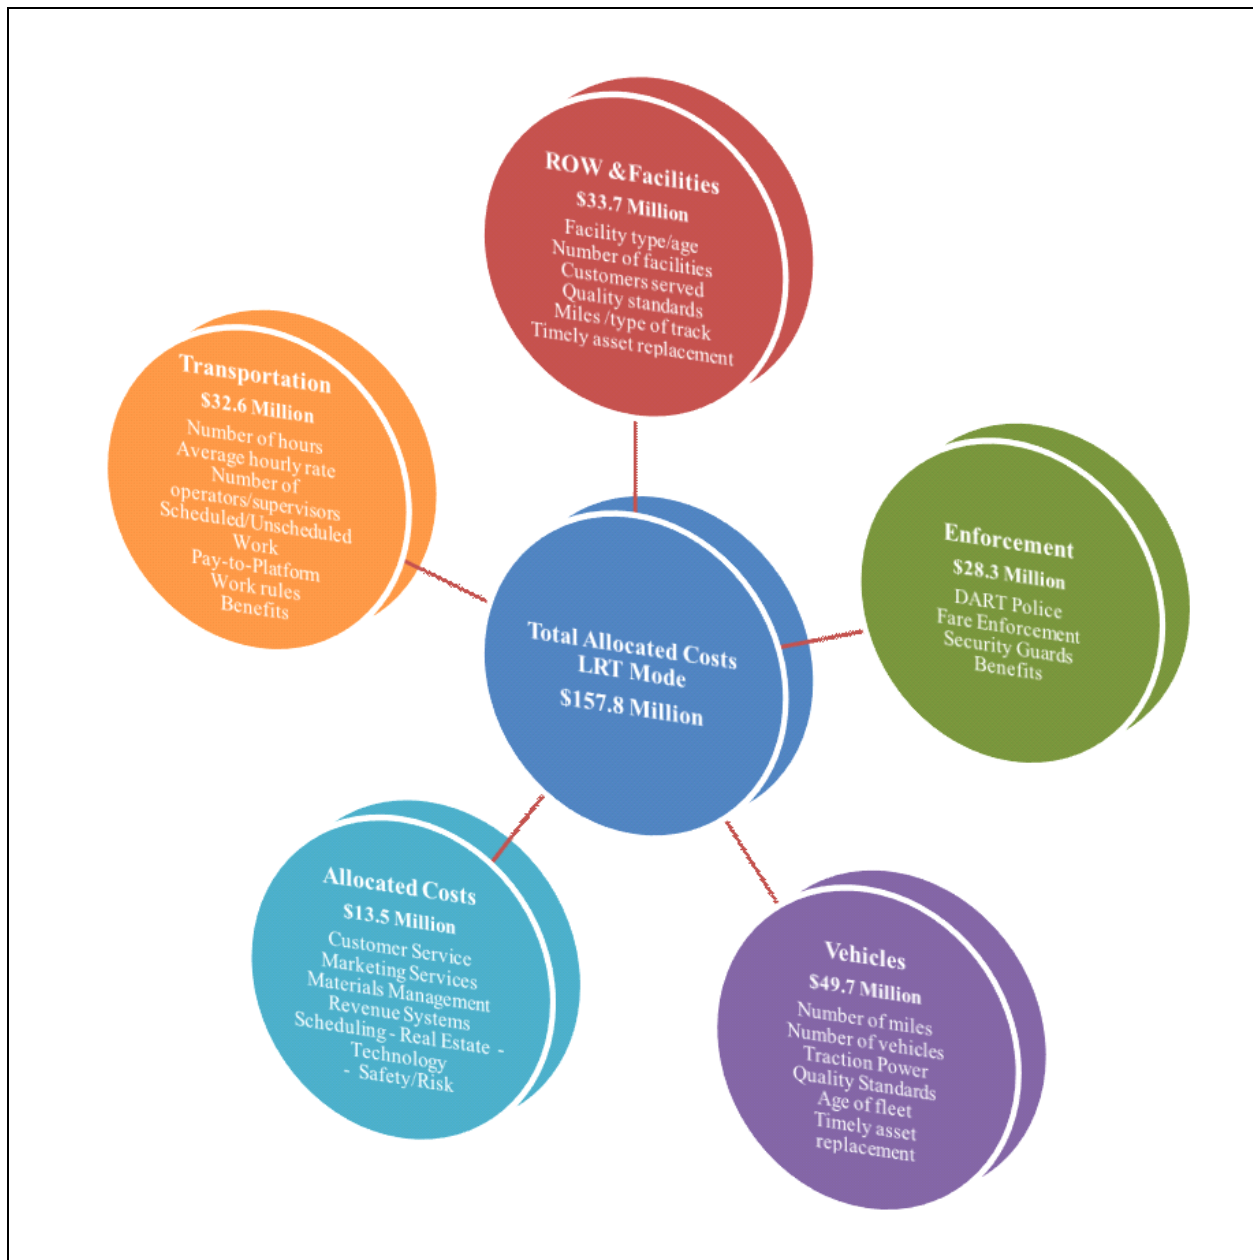 ROW &Facilities
$33.7 Million
Facility type/age
Number of facilities
Customers served
Quality standards
Miles /type of track
Timely asset replacement
Transportation
$32.6 Million
Number of hours
Average hourly rate
Number of
operators/supervisors
Scheduled/Unscheduled
Work
Pay-to-Platform
Work rules
Benefits
Enforcement
$28.3 Million
DART Police
Fare Enforcement
Security Guards
Benefits
Total Allocated Costs
LRT Mode
$157.8 Million
Allocated Costs
$13.5 Million
Customer Service
Marketing Services
Materials Management
Revenue Systems
Scheduling - Real Estate -
Technology
- Safety/Risk
Vehicles
$49.7 Million
Number of miles
Number of vehicles
Traction Power
Quality Standards
Age of fleet
Timely asset
replacement